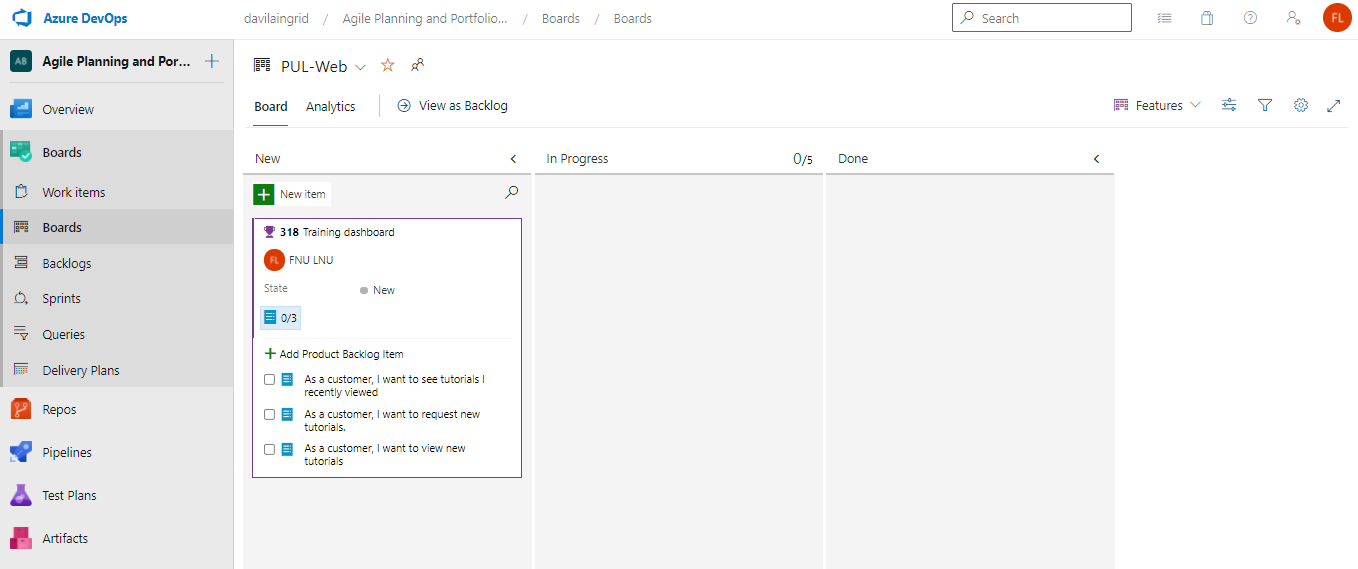 Azure DevOps
davilaingrid / Agile Planning and Portfolio... / Boards / Boards
Search
FL
AB Agile Planning and Por...
Overview
Boards
Work items
Boards
Backlogs
Sprints
Queries
Delivery Plans
Repos
Pipelines
Test Plans
Artifacts
PUL-Web
Board Analytics View as Backlog
Features
New
In Progress 0/5
Done
New item
318 Training dashboard
FL FNU LNU
State New
0/3
Add Product Backlog Item
As a customer, I want to see tutorials I
recently viewed
As a customer, I want to request new
tutorials.
As a customer, I want to view new
tutorials